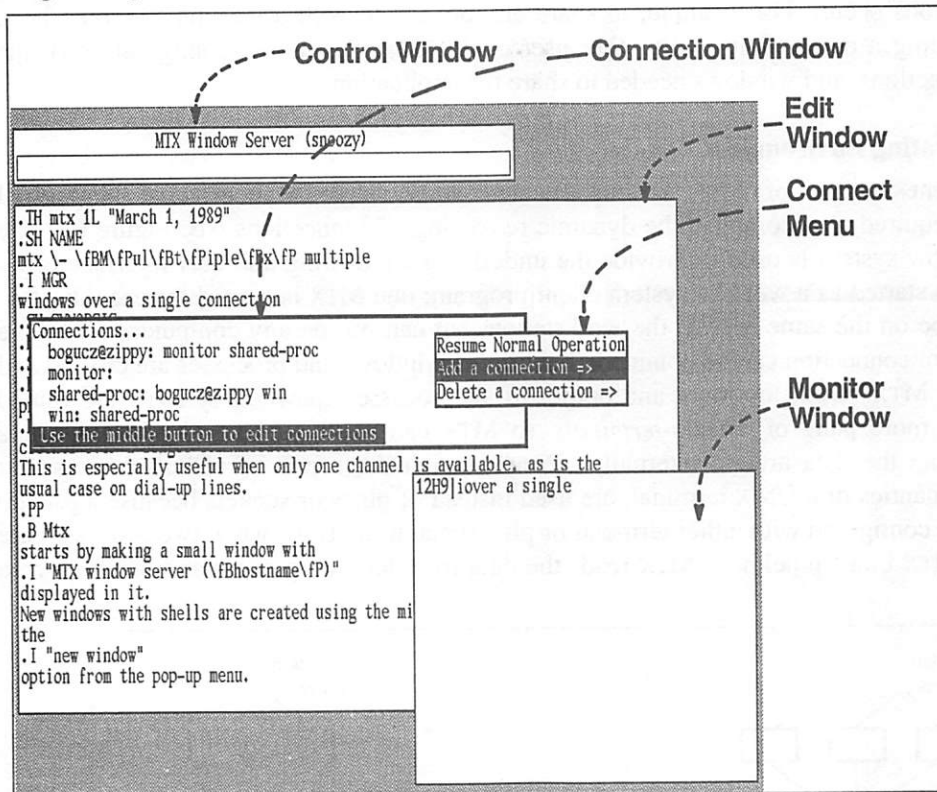 Control Window
Connection Window
Edit
Window
Connect
Menu
Monitor
Window
MTX Window Server (snoozy)
.TH mtx 1L "March 1, 1989"
.SH NAME
mtx \- \fBM\fPul\fBt\fPiple\fBx\fP multiple
.I MGR
windows over a single connection
Connections...
bogucz@zippy: monitor shared-proc
monitor:
shared-proc: bogucz@zippy win
win: shared-proc
Use the middle button to edit connections
Resume Normal Operation
Add a connection =>
Delete a connection =>
This is especially useful when only one channel is available, as is the
usual case on dial-up lines.
.PP
.B Mtx
starts by making a small window with
.I "MTX window server (\fBhostname\fP)"
displayed in it.
New windows with shells are created using the mi
the
.I "new window"
option from the pop-up menu.
12H9|iover a single